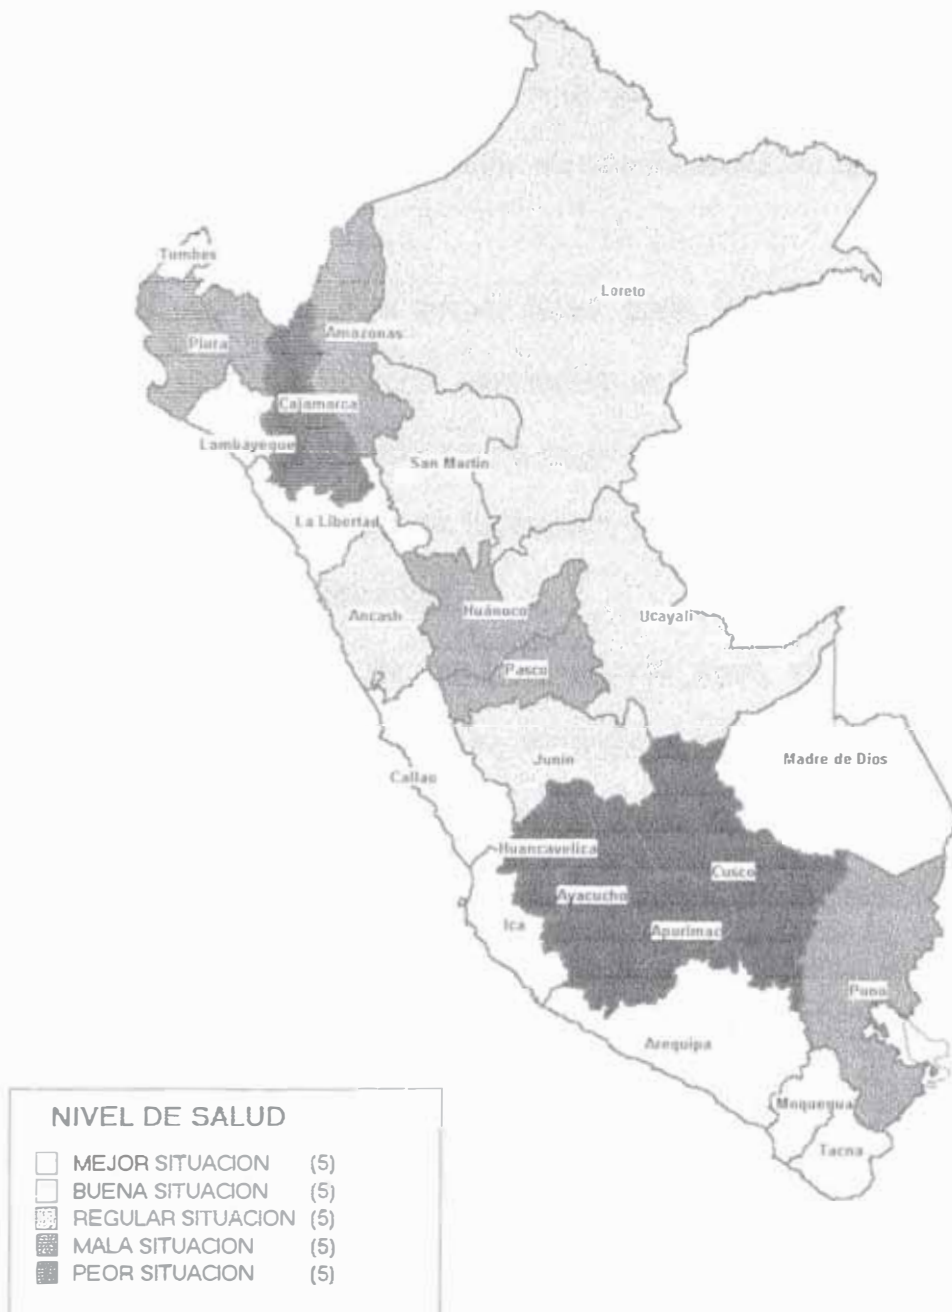 Tumbes
Loreto
Piura
Amazonas
Cajamarca
Lambayeque
San Martin
La Libertad
Ancash
Huánuco
Ucayali
Pasco
Junin
Madre de Dios
Callao
Huancavelica
Cusco
Ayacucho
Ica
Apurimac
Puno
Arequipa
Moquegua
Tacna
NIVEL DE SALUD
MEJOR SITUACION (5)
BUENA SITUACION (5)
REGULAR SITUACION (5)
MALA SITUACION (5)
PEOR SITUACION (5)